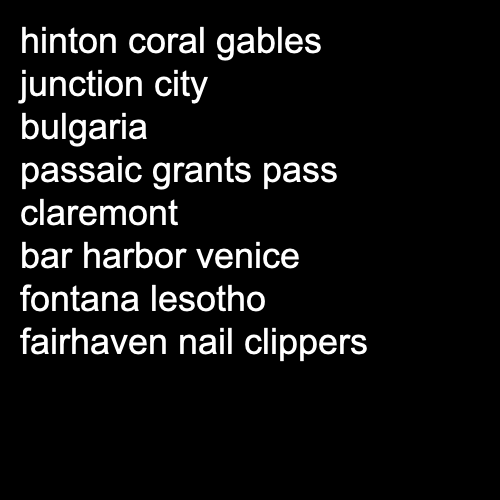 hinton coral gables
junction city
bulgaria
passaic grants pass
claremont
bar harbor venice
fontana lesotho
fairhaven nail clippers